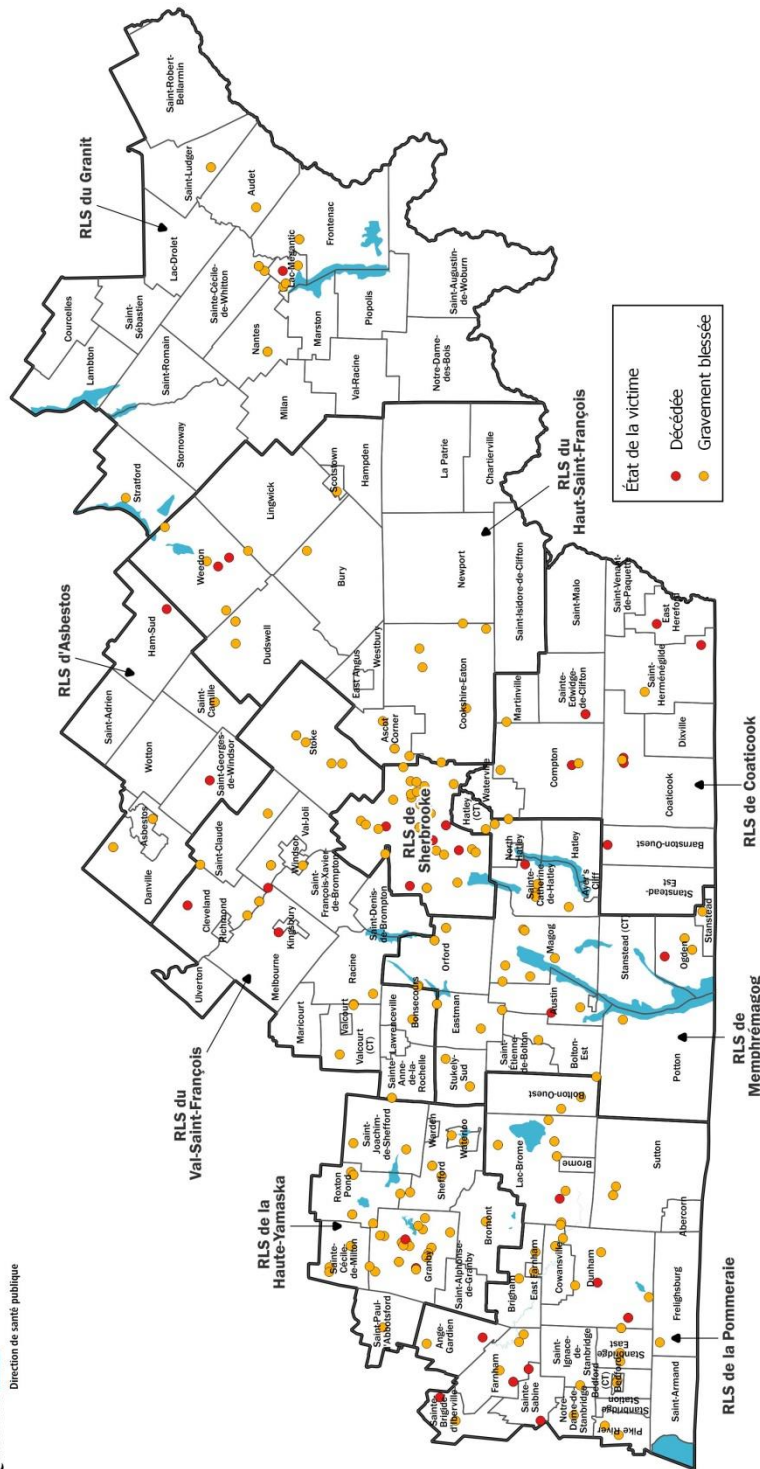 Direction de santé publique
RLS du Granit
Saint-Robert-
Bellarmin
Saint-Ludger
Audet
Lac-Drolet
Courcelles
Saint-
Sébastien
Lambton
Sainte-Cécile-
de-Whitton
Saint-Romain
Nantes
Lac-Mégantic
Frontenac
Marston
Piopolis
Saint-Augustin-
de-Woburn
Stornoway
Milan
Val-Racine
Notre-Dame-
des-Bois
Stratford
RLS d'Asbestos
Lingwick
Scotstown
Hampden
La Patrie
Chartierville
RLS du
Haut-Saint-François
Weedon
Bury
Newport
Ham-Sud
Dudswell
Saint-Isidore-de-Clifton
Saint-Adrien
Saint-
Camille
Westbury
East Angus
Cookshire-Eaton
Saint-Malo
Saint-Venant-
de-Paquette
East
Hereford
Wotton
Stoke
Ascot
Corner
Martinville
Sainte-
Edwidge-
de-Clifton
Saint-
Herménégilde
Saint-Georges-
de-Windsor
Compton
Dixville
Asbestos
Danville
Saint-Claude
Val-Joli
Windsor
Saint-
François-Xavier-
de-Brompton
RLS de
Sherbrooke
Waterville
Hatley
(CT)
Coaticook
RLS de Coaticook
Cleveland
Richmond
Kingsbury
Saint-Denis-
de-Brompton
North
Hatley
Sainte-
Catherine-
de-Hatley
Hatley
Ayer's
Cliff
Barnston-Ouest
Stanstead-
Est
Ulverton
Melbourne
Racine
Orford
Magog
Stanstead (CT)
Ogden
Stanstead
Maricourt
Valcourt
Valcourt
(CT)
Lawrenceville
Bonsecours
Eastman
Austin
RLS du
Val-Saint-François
Sainte-
Anne-
de-la-
Rochelle
Stukely-
Sud
Saint-
Étienne-
de-Bolton
Bolton-
Est
Potton
RLS de
Memphrémagog
Bolton-Ouest
Saint-
Joachim-
de-Shefford
Warden
Waterloo
Lac-Brome
Brome
Sutton
Roxton
Pond
Shefford
RLS de la
Haute-Yamaska
Sainte-
Cécile-
de-Milton
Granby
Bromont
Abercorn
Saint-Alphonse-
de-Granby
East Farnham
Cowansville
Dunham
Brigham
Frelighsburg
Saint-Paul-
d'Abbotsford
Ange-
Gardien
Farnham
Saint-
Ignace-
de-
Stanbridge
Stanbridge
East
RLS de la Pommeraie
Sainte-
Sabine
Bedford
(CT)
Bedford
Sainte-
Brigide-
d'Iberville
Notre-
Dame-de-
Stanbridge
Stanbridge
Station
Saint-Armand
Pike River
État de la victime
Décédée
Gravement blessée